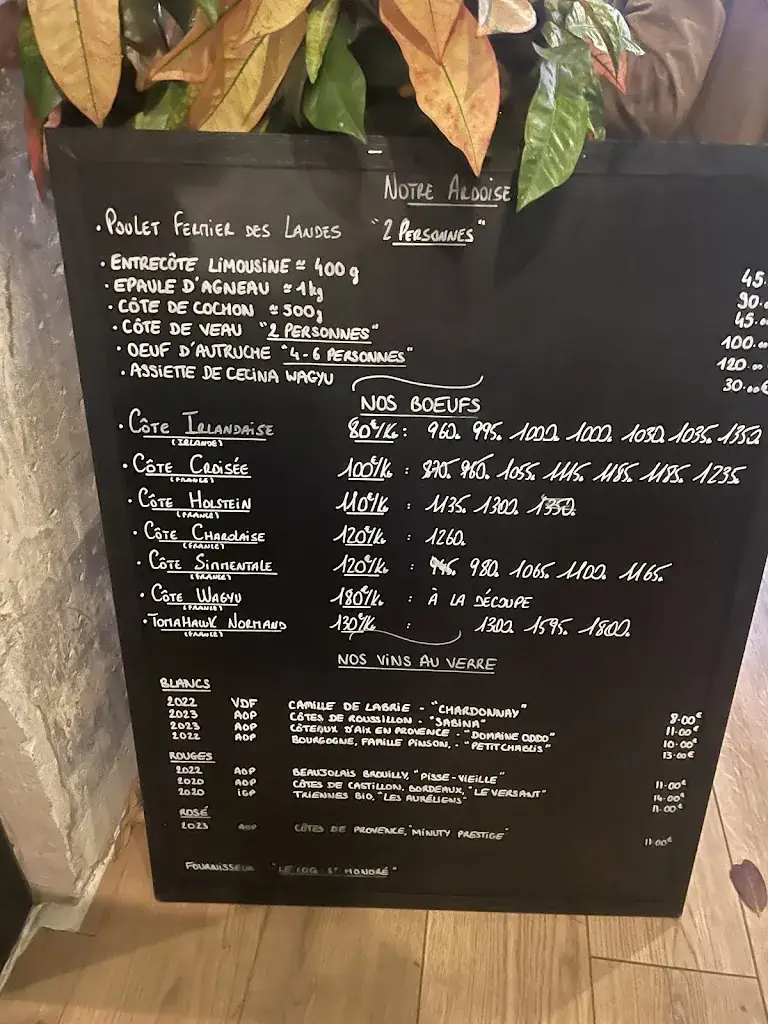 NOTRE ARDOISE
• POULET FERMIER DES LANDES "2 PERSONNES"
• ENTRECÔTE LIMOUSINE ≃ 400g 45.
• EPAULE D'AGNEAU ≃ 1kg 90.
• CÔTE DE COCHON ≃ 500g 45.
• CÔTE DE VEAU "2 PERSONNES" 100.
• OEUF D'AUTRUCHE "4-6 PERSONNES" 120.
• ASSIETTE DE CECINA WAGYU 30.00€
NOS BOEUFS
• CÔTE IRLANDAISE 80€/K. : 960. 995. 1000. 1000. 1030. 1035. 1350
(IRLANDE)
• CÔTE CROISÉE 100€/K. : 870. 960. 1055. 1115. 1185. 1185. 1235
(FRANCE)
• CÔTE HOLSTEIN 110€/K. : 1135. 1300. 1350.
(FRANCE)
• CÔTE CHAROLAISE 120€/K. : 1260.
(FRANCE)
• CÔTE SIMMENTALE 120€/K. : 945. 980. 1065. 1100. 1165.
(FRANCE)
• CÔTE WAGYU 180€/K. : À LA DÉCOUPE
(FRANCE)
• TOMAHAWK NORMAND 130€/K. : 1300. 1595. 1800.
(FRANCE)
NOS VINS AU VERRE
BLANCS
2022 VDF CAMILLE DE LABRIE - "CHARDONNAY" 8.00€
2023 AOP CÔTES DE ROUSSILLON - "SABINA" 11.00€
2023 AOP CÔTEAUX D'AIX EN PROVENCE - "DOMAINE ODDO" 10.00€
2022 AOP BOURGOGNE, FAMILLE PINSON, - "PETIT CHABLIS" 13.00€
ROUGES
2022 AOP BEAUJOLAIS BROUILLY, "PISSE-VIEILLE" 11.00€
2020 AOP CÔTES DE CASTILLON, BORDEAUX, "LE VERSANT" 14.00€
2020 IGP TRIENNES BIO, "LES AURÉLIENS" 11.00€
ROSÉ
2023 AOP CÔTES DE PROVENCE, "MINUTY PRESTIGE" 11.00€
FOURNISSEUR "LE COQ ST HONORÉ"